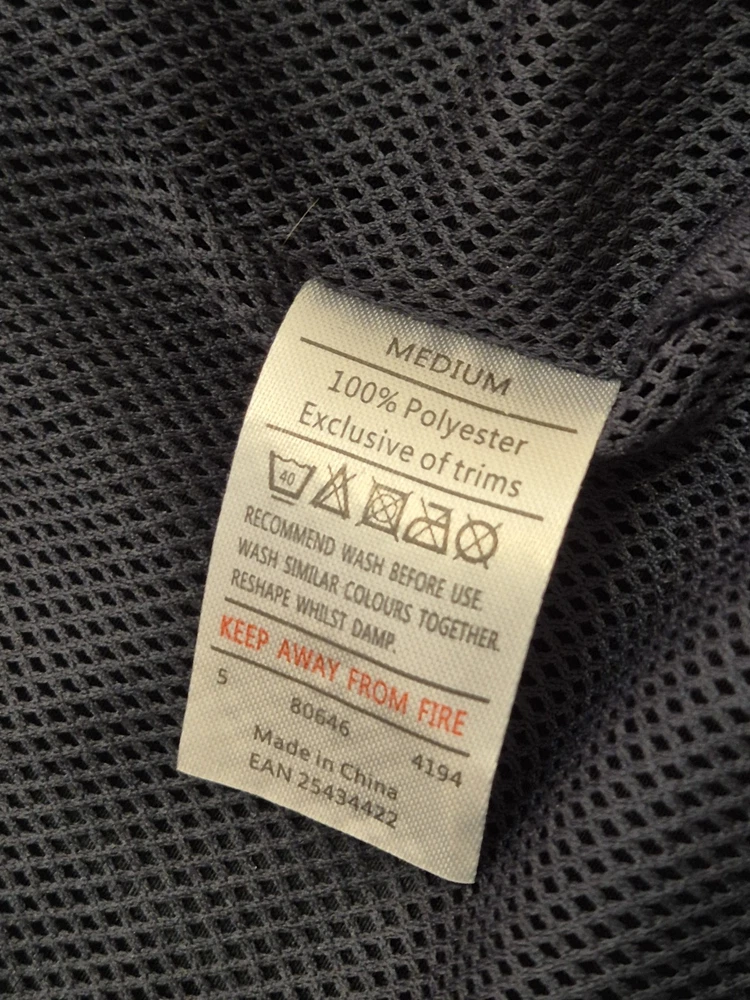 MEDIUM
100% Polyester
Exclusive of trims
40
RECOMMEND WASH BEFORE USE.
WASH SIMILAR COLOURS TOGETHER.
RESHAPE WHILST DAMP.
KEEP AWAY FROM FIRE
5 80646 4194
Made in China
EAN 25434422